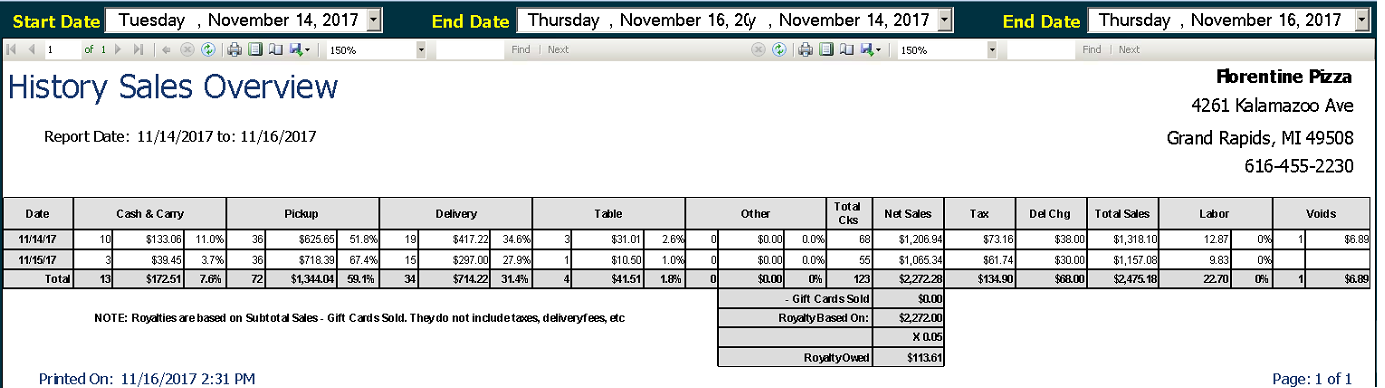 Start Date Tuesday , November 14, 2017 End Date Thursday , November 16, 20 y , November 14, 2017 End Date Thursday , November 16, 2017
1 of 1 150% Find | Next 150% Find | Next
History Sales Overview
Florentine Pizza
4261 Kalamazoo Ave
Report Date: 11/14/2017 to: 11/16/2017
Grand Rapids, MI 49508
616-455-2230
Date Cash & Carry Pickup Delivery Table Other Total Cks Net Sales Tax Del Chg Total Sales Labor Voids
11/14/17 10 $133.06 11.0% 36 $625.65 51.8% 19 $417.22 34.6% 3 $31.01 2.6% 0 $0.00 0.0% 68 $1,206.94 $73.16 $38.00 $1,318.10 12.87 0% 1 $6.89
11/15/17 3 $39.45 3.7% 36 $718.39 67.4% 15 $297.00 27.9% 1 $10.50 1.0% 0 $0.00 0.0% 55 $1,065.34 $61.74 $30.00 $1,157.08 9.83 0%
Total 13 $172.51 7.6% 72 $1,344.04 59.1% 34 $714.22 31.4% 4 $41.51 1.8% 0 $0.00 0% 123 $2,272.28 $134.90 $68.00 $2,475.18 22.70 0% 1 $6.89
- Gift Cards Sold $0.00
NOTE: Royalties are based on Subtotal Sales - Gift Cards Sold. They do not include taxes, delivery fees, etc Royalty Based On: $2,272.00
X 0.05
Royalty Owed $113.61
Printed On: 11/16/2017 2:31 PM Page: 1 of 1